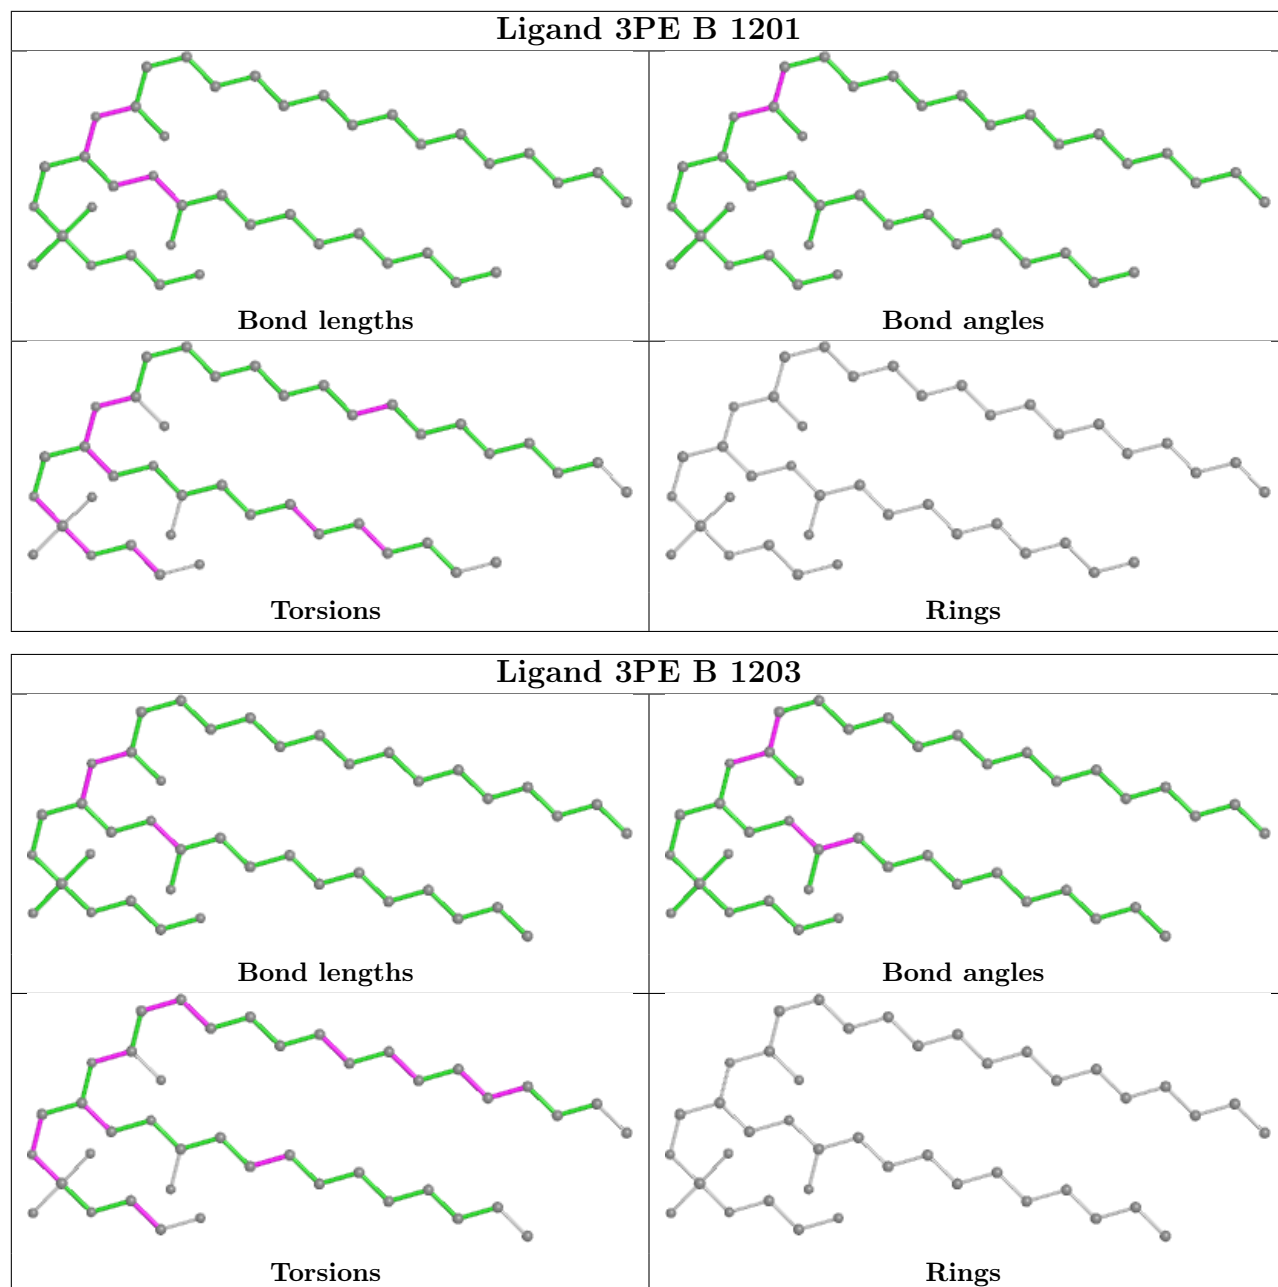 Ligand 3PE B 1201
Bond lengths
Bond angles
Torsions
Rings
Ligand 3PE B 1203
Bond lengths
Bond angles
Torsions
Rings